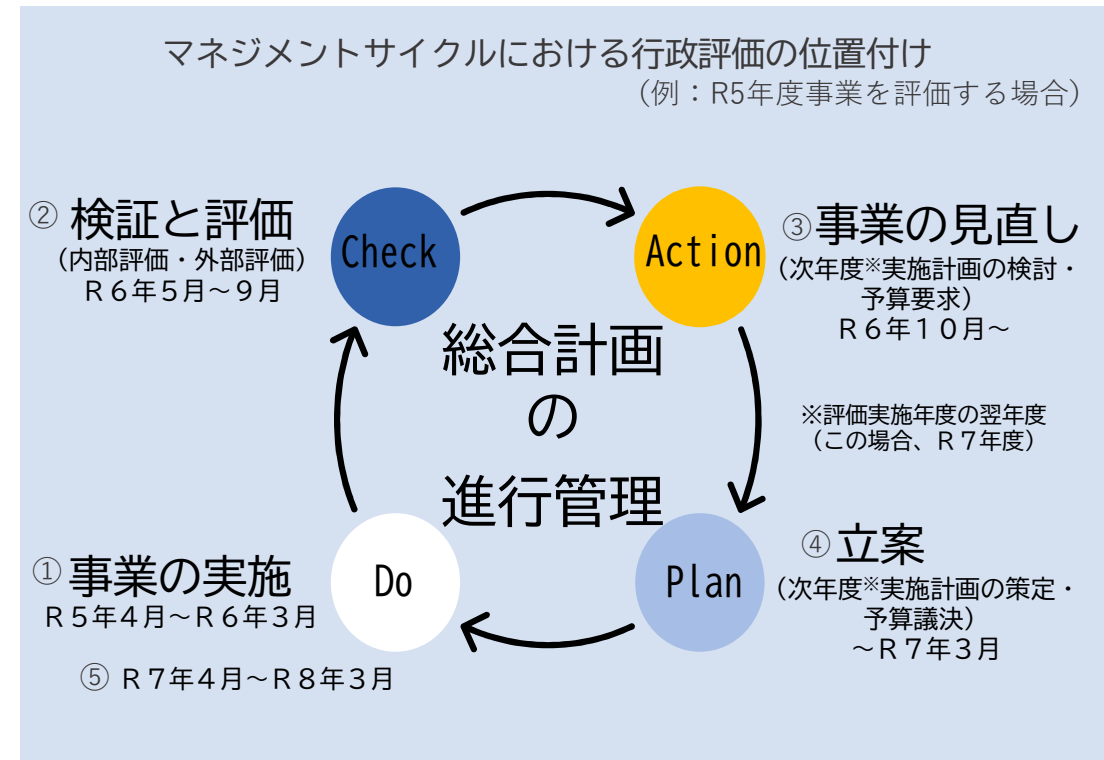 マネジメントサイクルにおける行政評価の位置付け
（例：R5年度事業を評価する場合）
② 検証と評価
（内部評価・外部評価）
Ｒ６年５月～９月
Check
Action
③事業の見直し
（次年度※実施計画の検討・
予算要求）
Ｒ６年１０月～
総合計画
の
進行管理
※評価実施年度の翌年度
（この場合、Ｒ７年度）
① 事業の実施
Ｒ５年４月～Ｒ６年３月
⑤ Ｒ７年４月～Ｒ８年３月
Do
Plan
④立案
（次年度※実施計画の策定・
予算議決）
～Ｒ７年３月